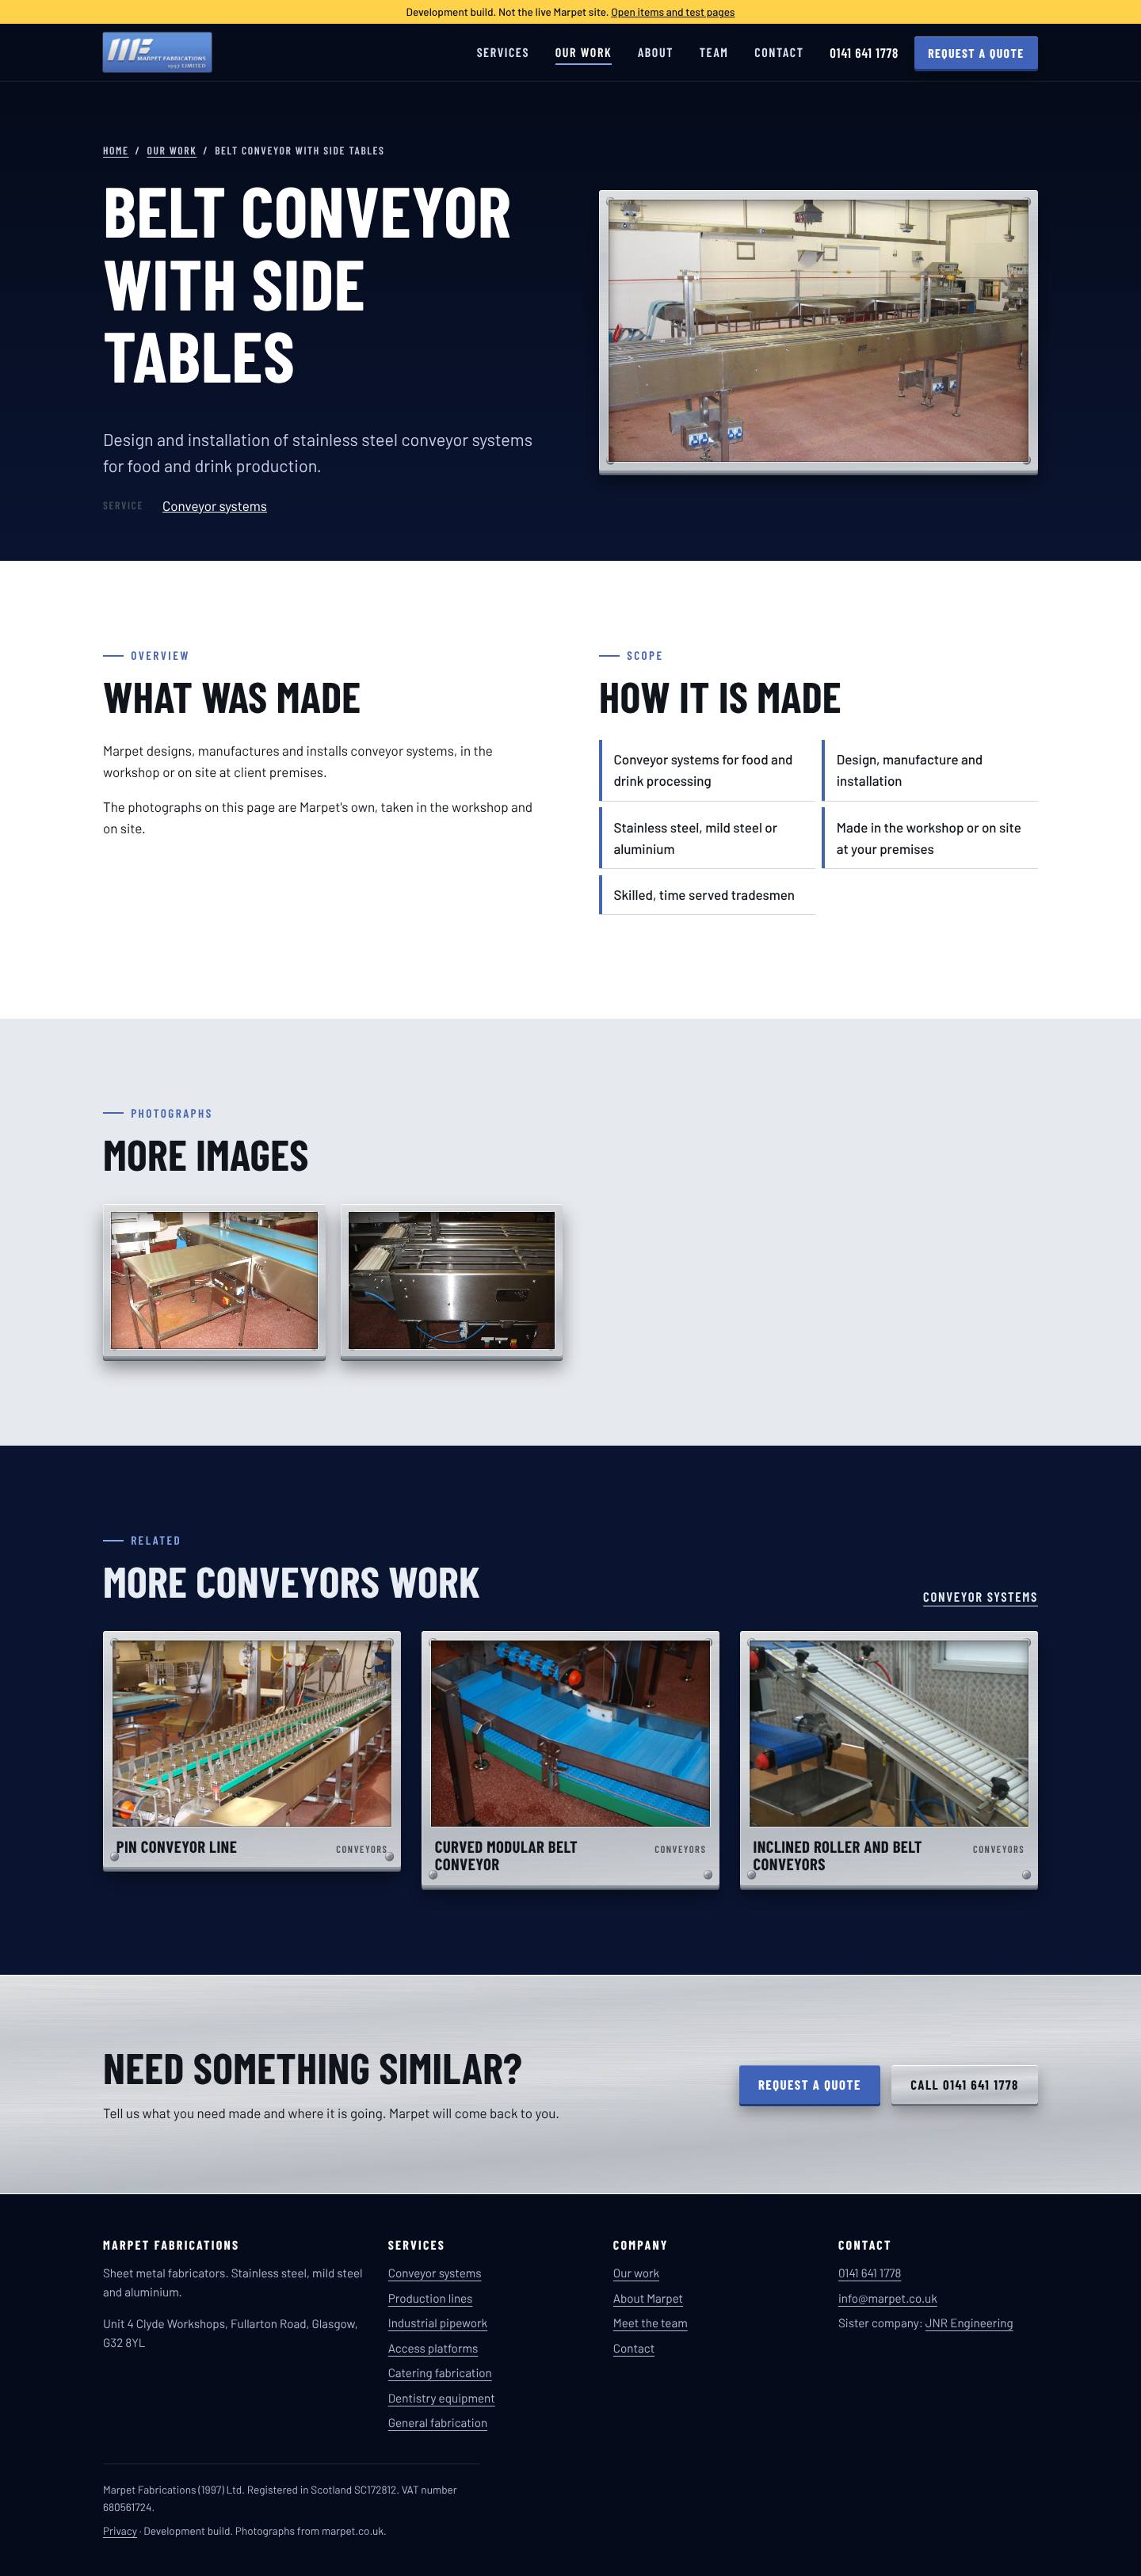 Development build. Not the live Marpet site. Open items and test pages
MARPET FABRICATIONS
1997 LIMITED
SERVICES
OUR WORK
ABOUT
TEAM
CONTACT
0141 641 1778
REQUEST A QUOTE
HOME / OUR WORK / BELT CONVEYOR WITH SIDE TABLES
BELT CONVEYOR
WITH SIDE
TABLES
Design and installation of stainless steel conveyor systems
for food and drink production.
SERVICE Conveyor systems
OVERVIEW
WHAT WAS MADE
Marpet designs, manufactures and installs conveyor systems, in the
workshop or on site at client premises.
The photographs on this page are Marpet's own, taken in the workshop and
on site.
SCOPE
HOW IT IS MADE
Conveyor systems for food and
drink processing
Design, manufacture and
installation
Stainless steel, mild steel or
aluminium
Made in the workshop or on site
at your premises
Skilled, time served tradesmen
PHOTOGRAPHS
MORE IMAGES
RELATED
MORE CONVEYORS WORK
CONVEYOR SYSTEMS
PIN CONVEYOR LINE
CONVEYORS
CURVED MODULAR BELT
CONVEYOR
CONVEYORS
INCLINED ROLLER AND BELT
CONVEYORS
CONVEYORS
NEED SOMETHING SIMILAR?
Tell us what you need made and where it is going. Marpet will come back to you.
REQUEST A QUOTE
CALL 0141 641 1778
MARPET FABRICATIONS
Sheet metal fabricators. Stainless steel, mild steel
and aluminium.
Unit 4 Clyde Workshops, Fullarton Road, Glasgow,
G32 8YL
SERVICES
Conveyor systems
Production lines
Industrial pipework
Access platforms
Catering fabrication
Dentistry equipment
General fabrication
COMPANY
Our work
About Marpet
Meet the team
Contact
CONTACT
0141 641 1778
info@marpet.co.uk
Sister company: JNR Engineering
Marpet Fabrications (1997) Ltd. Registered in Scotland SC172812. VAT number
680561724.
Privacy · Development build. Photographs from marpet.co.uk.